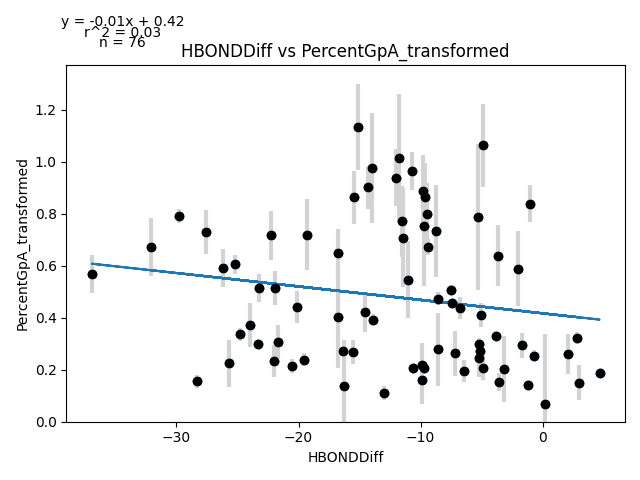 y = -0.01x + 0.42
r^2 = 0.03
n = 76
HBONDDiff vs PercentGpA_transformed
1.2
1.0
0.8
0.6
0.4
0.2
0.0
PercentGpA_transformed
−30
−20
−10
0
HBONDDiff